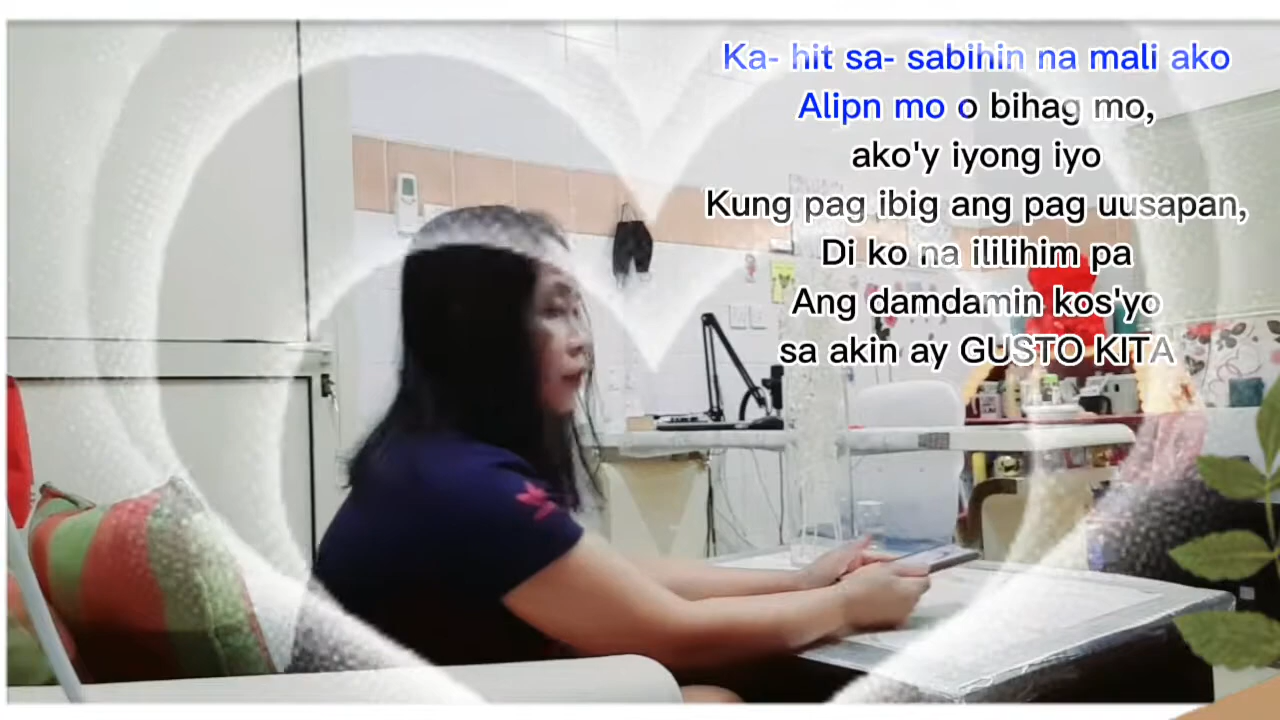 Ka- hit sa- sabihin na mali ako
Alipn mo o bihag mo,
ako'y iyong iyo
Kung pag ibig ang pag uusapan,
Di ko na ililihim pa
Ang damdamin kos'yo
sa akin ay GUSTO KITA